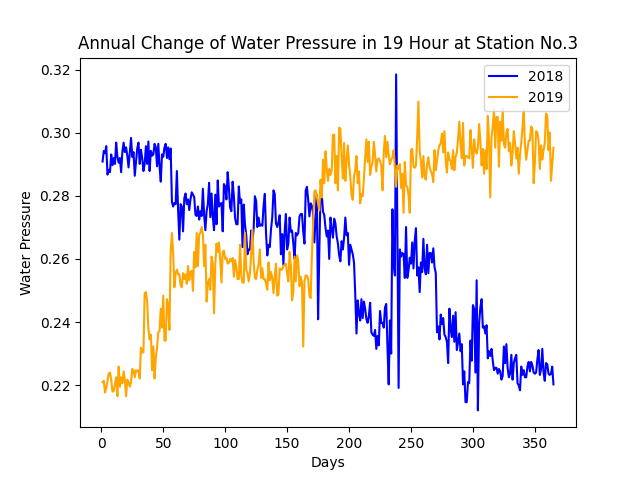 Annual Change of Water Pressure in 19 Hour at Station No.3
2018
2019
0.32
0.30
0.28
0.26
0.24
0.22
Water Pressure
0 50 100 150 200 250 300 350
Days